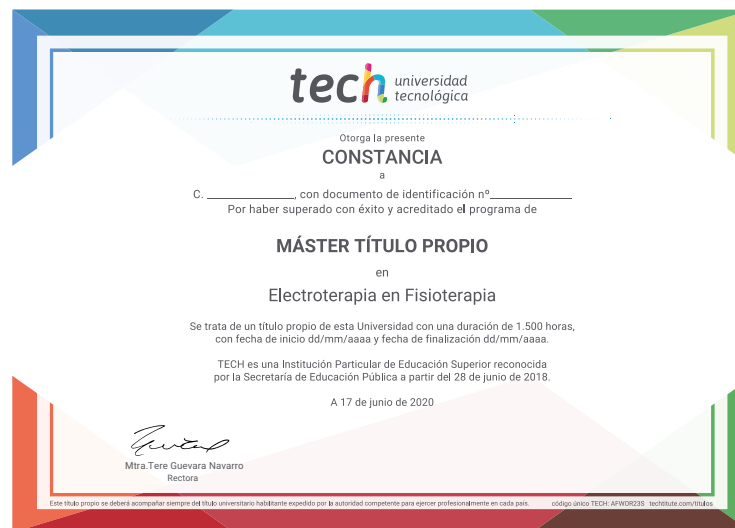 tech universidad
tecnológica
Otorga la presente
CONSTANCIA
a
C. ________________, con documento de identificación nº______________
Por haber superado con éxito y acreditado el programa de
MÁSTER TÍTULO PROPIO
en
Electroterapia en Fisioterapia
Se trata de un título propio de esta Universidad con una duración de 1.500 horas,
con fecha de inicio dd/mm/aaaa y fecha de finalización dd/mm/aaaa.
TECH es una Institución Particular de Educación Superior reconocida
por la Secretaría de Educación Pública a partir del 28 de junio de 2018.
A 17 de junio de 2020
Mtra.Tere Guevara Navarro
Rectora
Este título propio se deberá acompañar siempre del título universitario habilitante expedido por la autoridad competente para ejercer profesionalmente en cada país. código único TECH: AFWOR23S techtitute.com/títulos